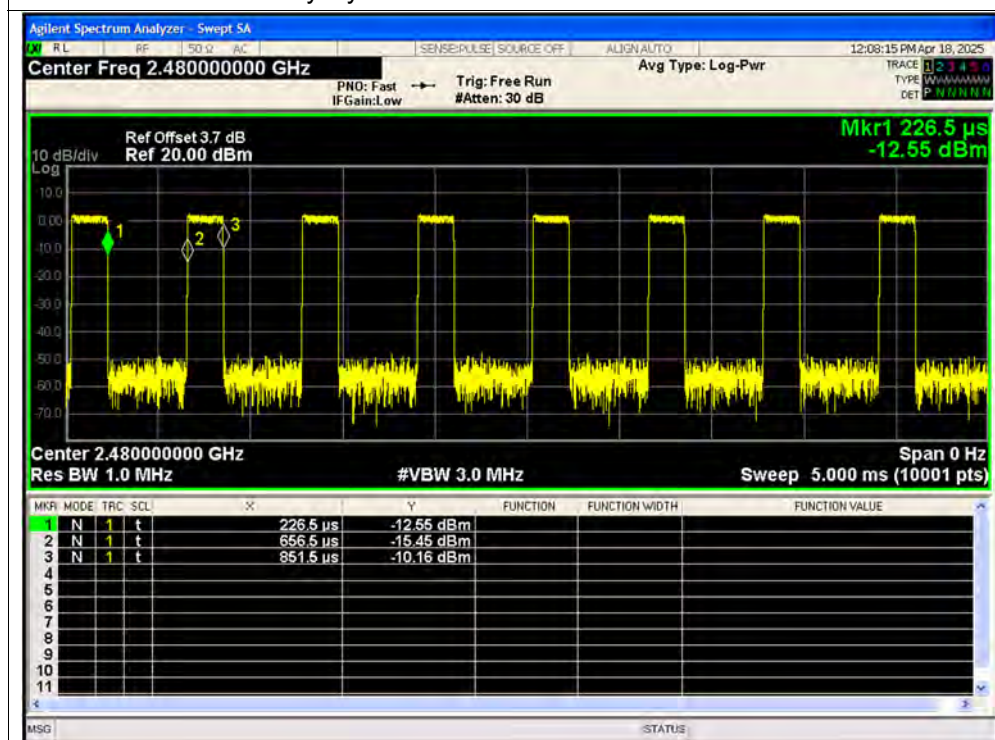 Agilent Spectrum Analyzer - Swept SA
RL RF 50 Ω AC SENSE:PULSE SOURCE OFF ALIGN AUTO 12:08:15 PM Apr 18, 2025
Center Freq 2.480000000 GHz Avg Type: Log-Pwr TRACE 1 2 3 4 5 6
PNO: Fast Trig: Free Run TYPE WWWWWW
IFGain:Low #Atten: 30 dB DET P N N N N N
Mkr1 226.5 µs
Ref Offset 3.7 dB
10 dB/div Ref 20.00 dBm -12.55 dBm
Log
10.0
0.00
1 2 3
-10.0
-20.0
-30.0
-40.0
-50.0
-60.0
-70.0
Center 2.480000000 GHz Span 0 Hz
Res BW 1.0 MHz #VBW 3.0 MHz Sweep 5.000 ms (10001 pts)
MKR MODE TRC SCL X Y FUNCTION FUNCTION WIDTH FUNCTION VALUE
1 N 1 t 226.5 µs -12.55 dBm
2 N 1 t 656.5 µs -15.45 dBm
3 N 1 t 851.5 µs -10.16 dBm
4
5
6
7
8
9
10
11
MSG STATUS